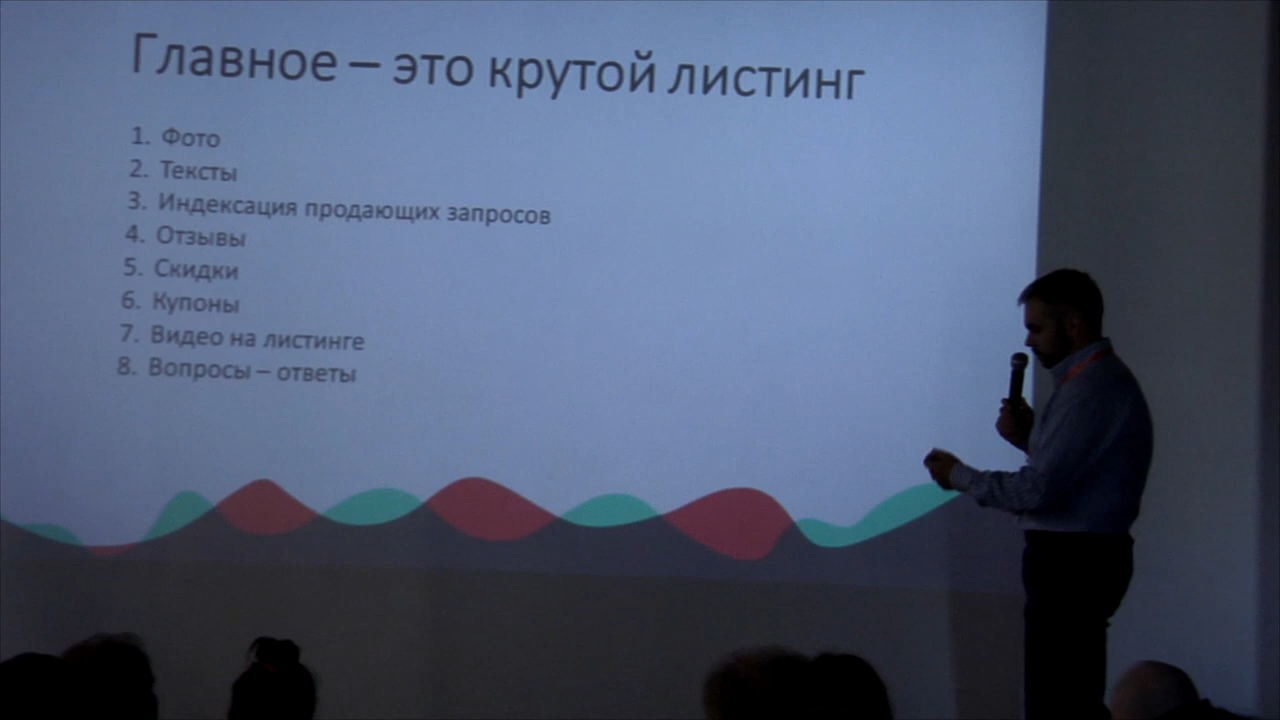 Главное – это крутой листинг
1. Фото
2. Тексты
3. Индексация продающих запросов
4. Отзывы
5. Скидки
6. Купоны
7. Видео на листинге
8. Вопросы – ответы